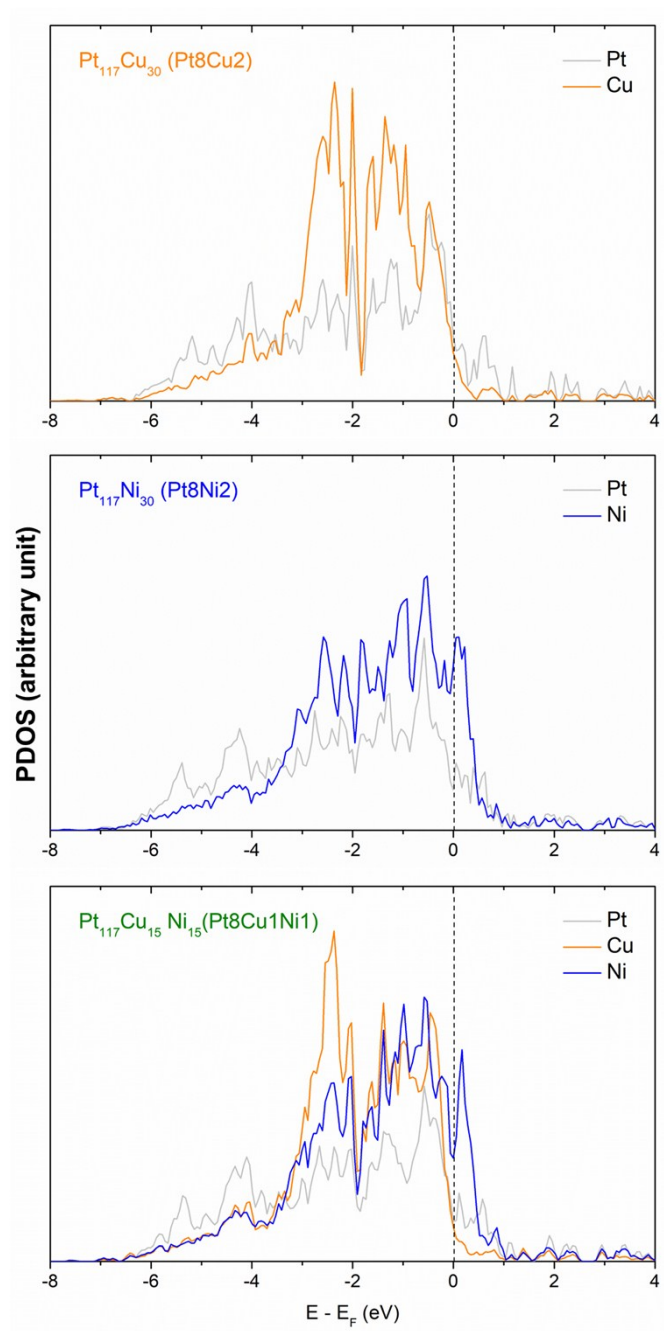 Pt₁₁₇Cu₃₀ (Pt8Cu2)
Pt
Cu
-8 -6 -4 -2 0 2 4
Pt₁₁₇Ni₃₀ (Pt8Ni2)
Pt
Ni
PDOS (arbitrary unit)
-8 -6 -4 -2 0 2 4
Pt₁₁₇Cu₁₅ Ni₁₅(Pt8Cu1Ni1)
Pt
Cu
Ni
-8 -6 -4 -2 0 2 4
E - E_F (eV)